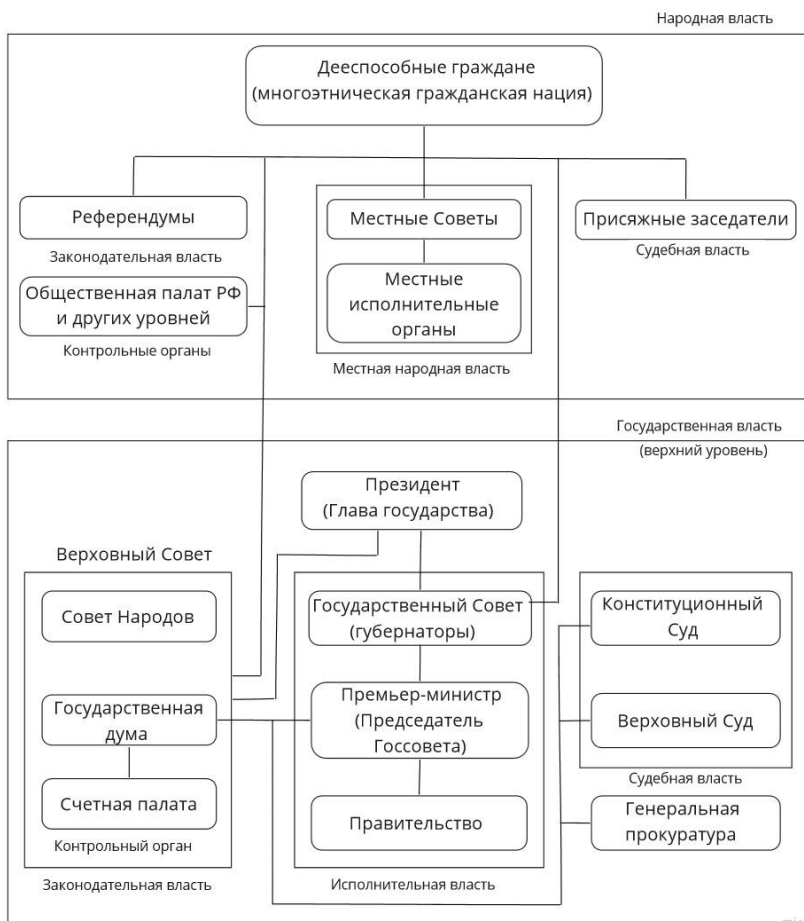 Народная власть
Дееспособные граждане
(многоэтническая гражданская нация)
Референдумы
Законодательная власть
Общественная палат РФ
и других уровней
Контрольные органы
Местные Советы
Местные
исполнительные
органы
Местная народная власть
Присяжные заседатели
Судебная власть
Государственная власть
(верхний уровень)
Президент
(Глава государства)
Верховный Совет
Совет Народов
Государственная
дума
Счетная палата
Контрольный орган
Законодательная власть
Государственный Совет
(губернаторы)
Премьер-министр
(Председатель
Госсовета)
Правительство
Исполнительная власть
Конституционный
Суд
Верховный Суд
Судебная власть
Генеральная
прокуратура